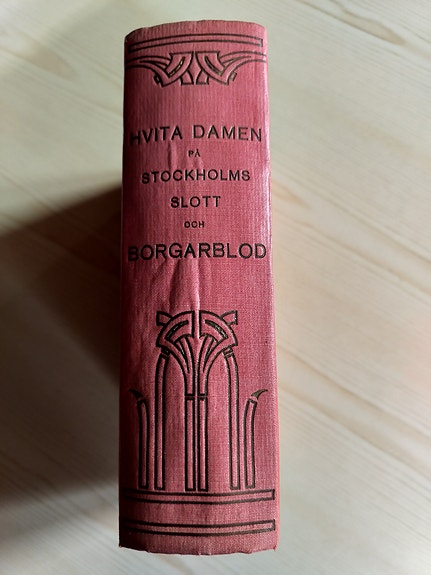 HVITA DAMEN
PÅ
STOCKHOLMS
SLOTT
OCH
BORGARBLOD